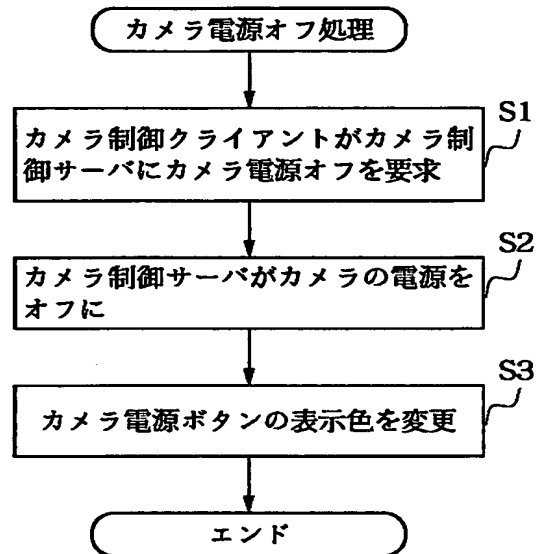 カメラ電源オフ処理
S1
カメラ制御クライアントがカメラ制
御サーバにカメラ電源オフを要求
S2
カメラ制御サーバがカメラの電源を
オフに
S3
カメラ電源ボタンの表示色を変更
エンド